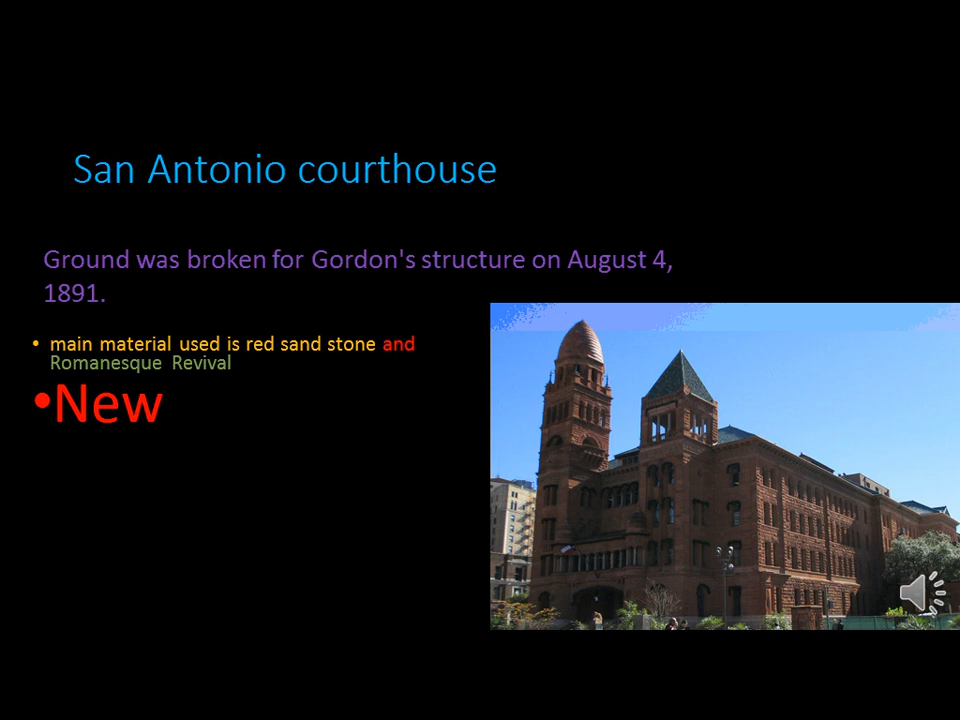 San Antonio courthouse
Ground was broken for Gordon's structure on August 4,
1891.
• main material used is red sand stone and
Romanesque Revival
•New